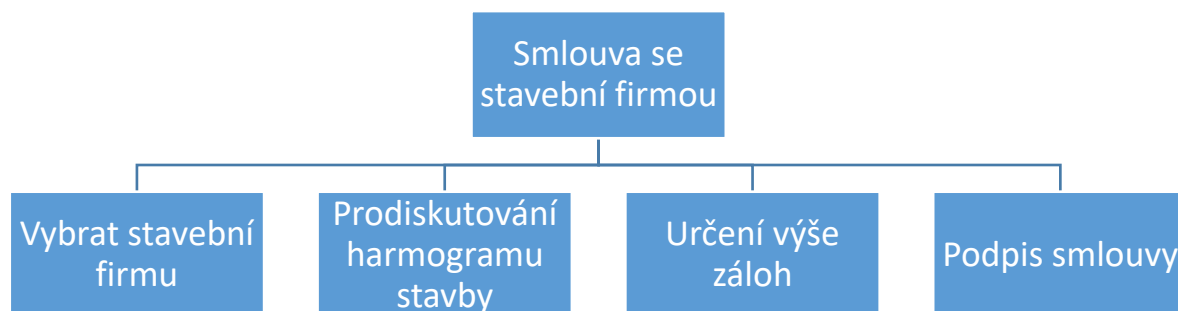 Smlouva se
stavební firmou
Vybrat stavební
firmu
Prodiskutování
harmogramu
stavby
Určení výše
záloh
Podpis smlouvy